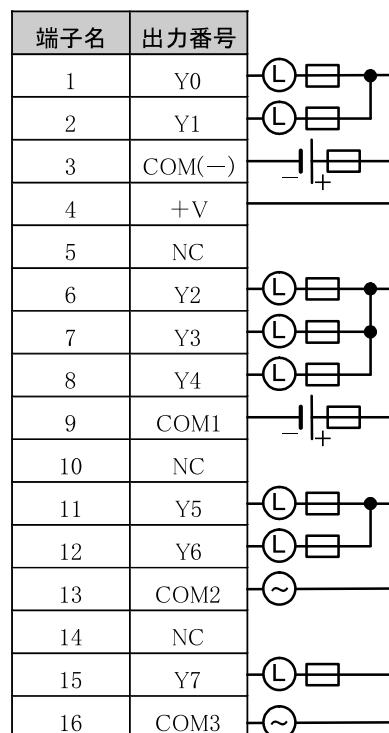 端子名 出力番号
1 Y0 L
2 Y1 L
3 COM(−) − +
4 +V
5 NC
6 Y2 L
7 Y3 L
8 Y4 L
9 COM1 − +
10 NC
11 Y5 L
12 Y6 L
13 COM2 ~
14 NC
15 Y7 L
16 COM3 ~